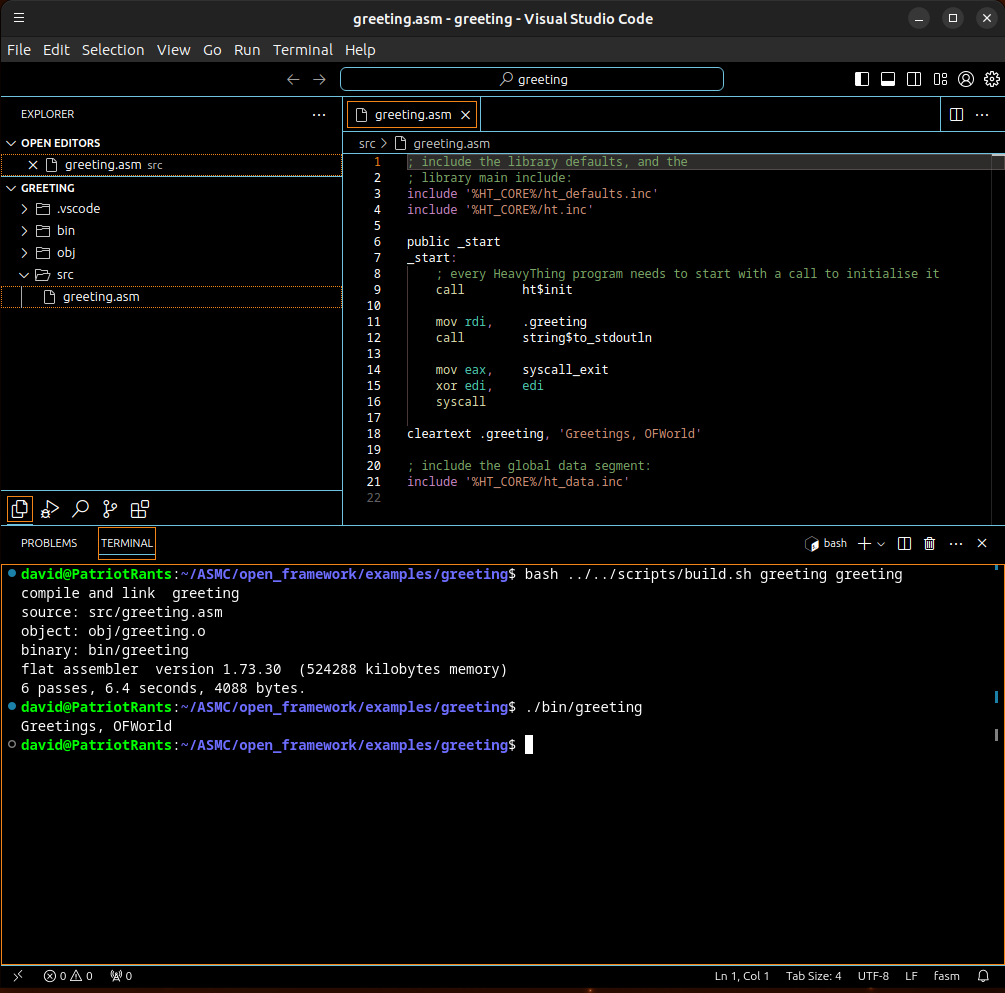 greeting.asm - greeting - Visual Studio Code
File Edit Selection View Go Run Terminal Help
greeting
EXPLORER
OPEN EDITORS
greeting.asm src
GREETING
.vscode
bin
obj
src
greeting.asm
greeting.asm
src > greeting.asm
1 ; include the library defaults, and the
2 ; library main include:
3 include '%HT_CORE%/ht_defaults.inc'
4 include '%HT_CORE%/ht.inc'
5
6 public _start
7 _start:
8 ; every HeavyThing program needs to start with a call to initialise it
9 call ht$init
10
11 mov rdi, .greeting
12 call string$to_stdoutln
13
14 mov eax, syscall_exit
15 xor edi, edi
16 syscall
17
18 cleartext .greeting, 'Greetings, OFWorld'
19
20 ; include the global data segment:
21 include '%HT_CORE%/ht_data.inc'
22
PROBLEMS TERMINAL bash
david@PatriotRants:~/ASMC/open_framework/examples/greeting$ bash ../../scripts/build.sh greeting greeting
compile and link  greeting
source: src/greeting.asm
object: obj/greeting.o
binary: bin/greeting
flat assembler  version 1.73.30  (524288 kilobytes memory)
6 passes, 6.4 seconds, 4088 bytes.
david@PatriotRants:~/ASMC/open_framework/examples/greeting$ ./bin/greeting
Greetings, OFWorld
david@PatriotRants:~/ASMC/open_framework/examples/greeting$
0 0 0 Ln 1, Col 1 Tab Size: 4 UTF-8 LF fasm